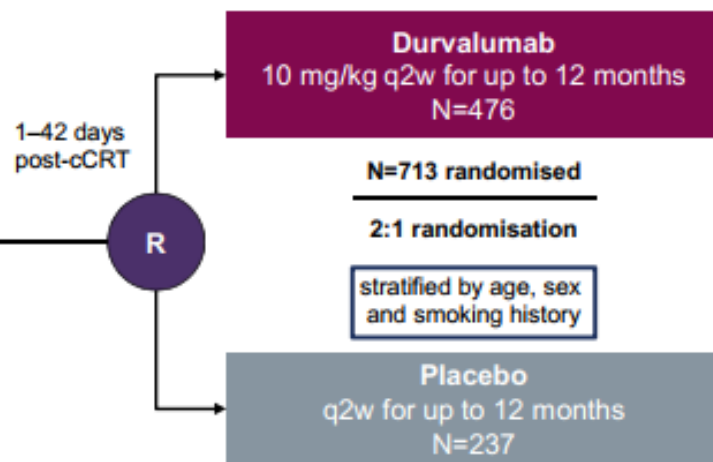 Durvalumab
10 mg/kg q2w for up to 12 months
N=476
1–42 days
post-cCRT
N=713 randomised
R
2:1 randomisation
stratified by age, sex
and smoking history
Placebo
q2w for up to 12 months
N=237